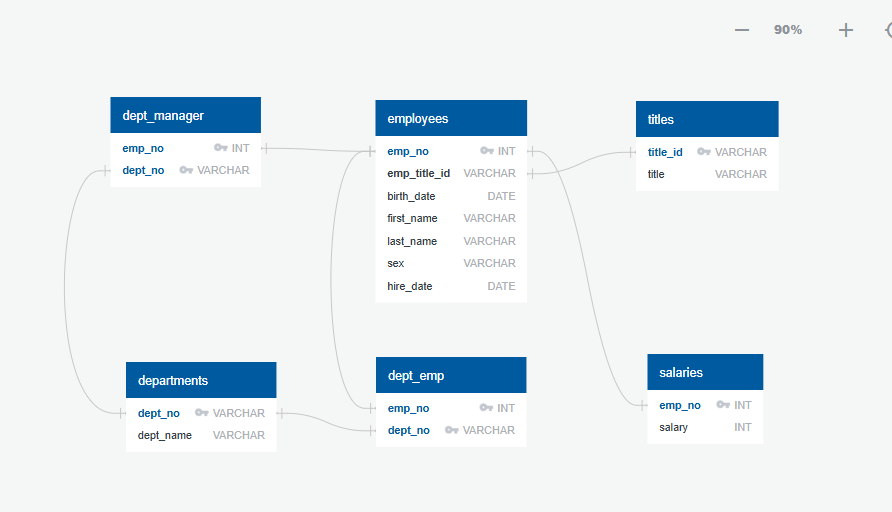 90%
dept_manager
emp_no INT
dept_no VARCHAR
employees
emp_no INT
emp_title_id VARCHAR
birth_date DATE
first_name VARCHAR
last_name VARCHAR
sex VARCHAR
hire_date DATE
titles
title_id VARCHAR
title VARCHAR
departments
dept_no VARCHAR
dept_name VARCHAR
dept_emp
emp_no INT
dept_no VARCHAR
salaries
emp_no INT
salary INT